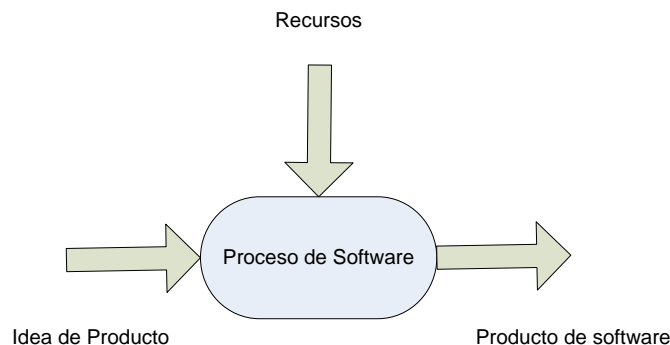 Recursos
Proceso de Software
Idea de Producto
Producto de software